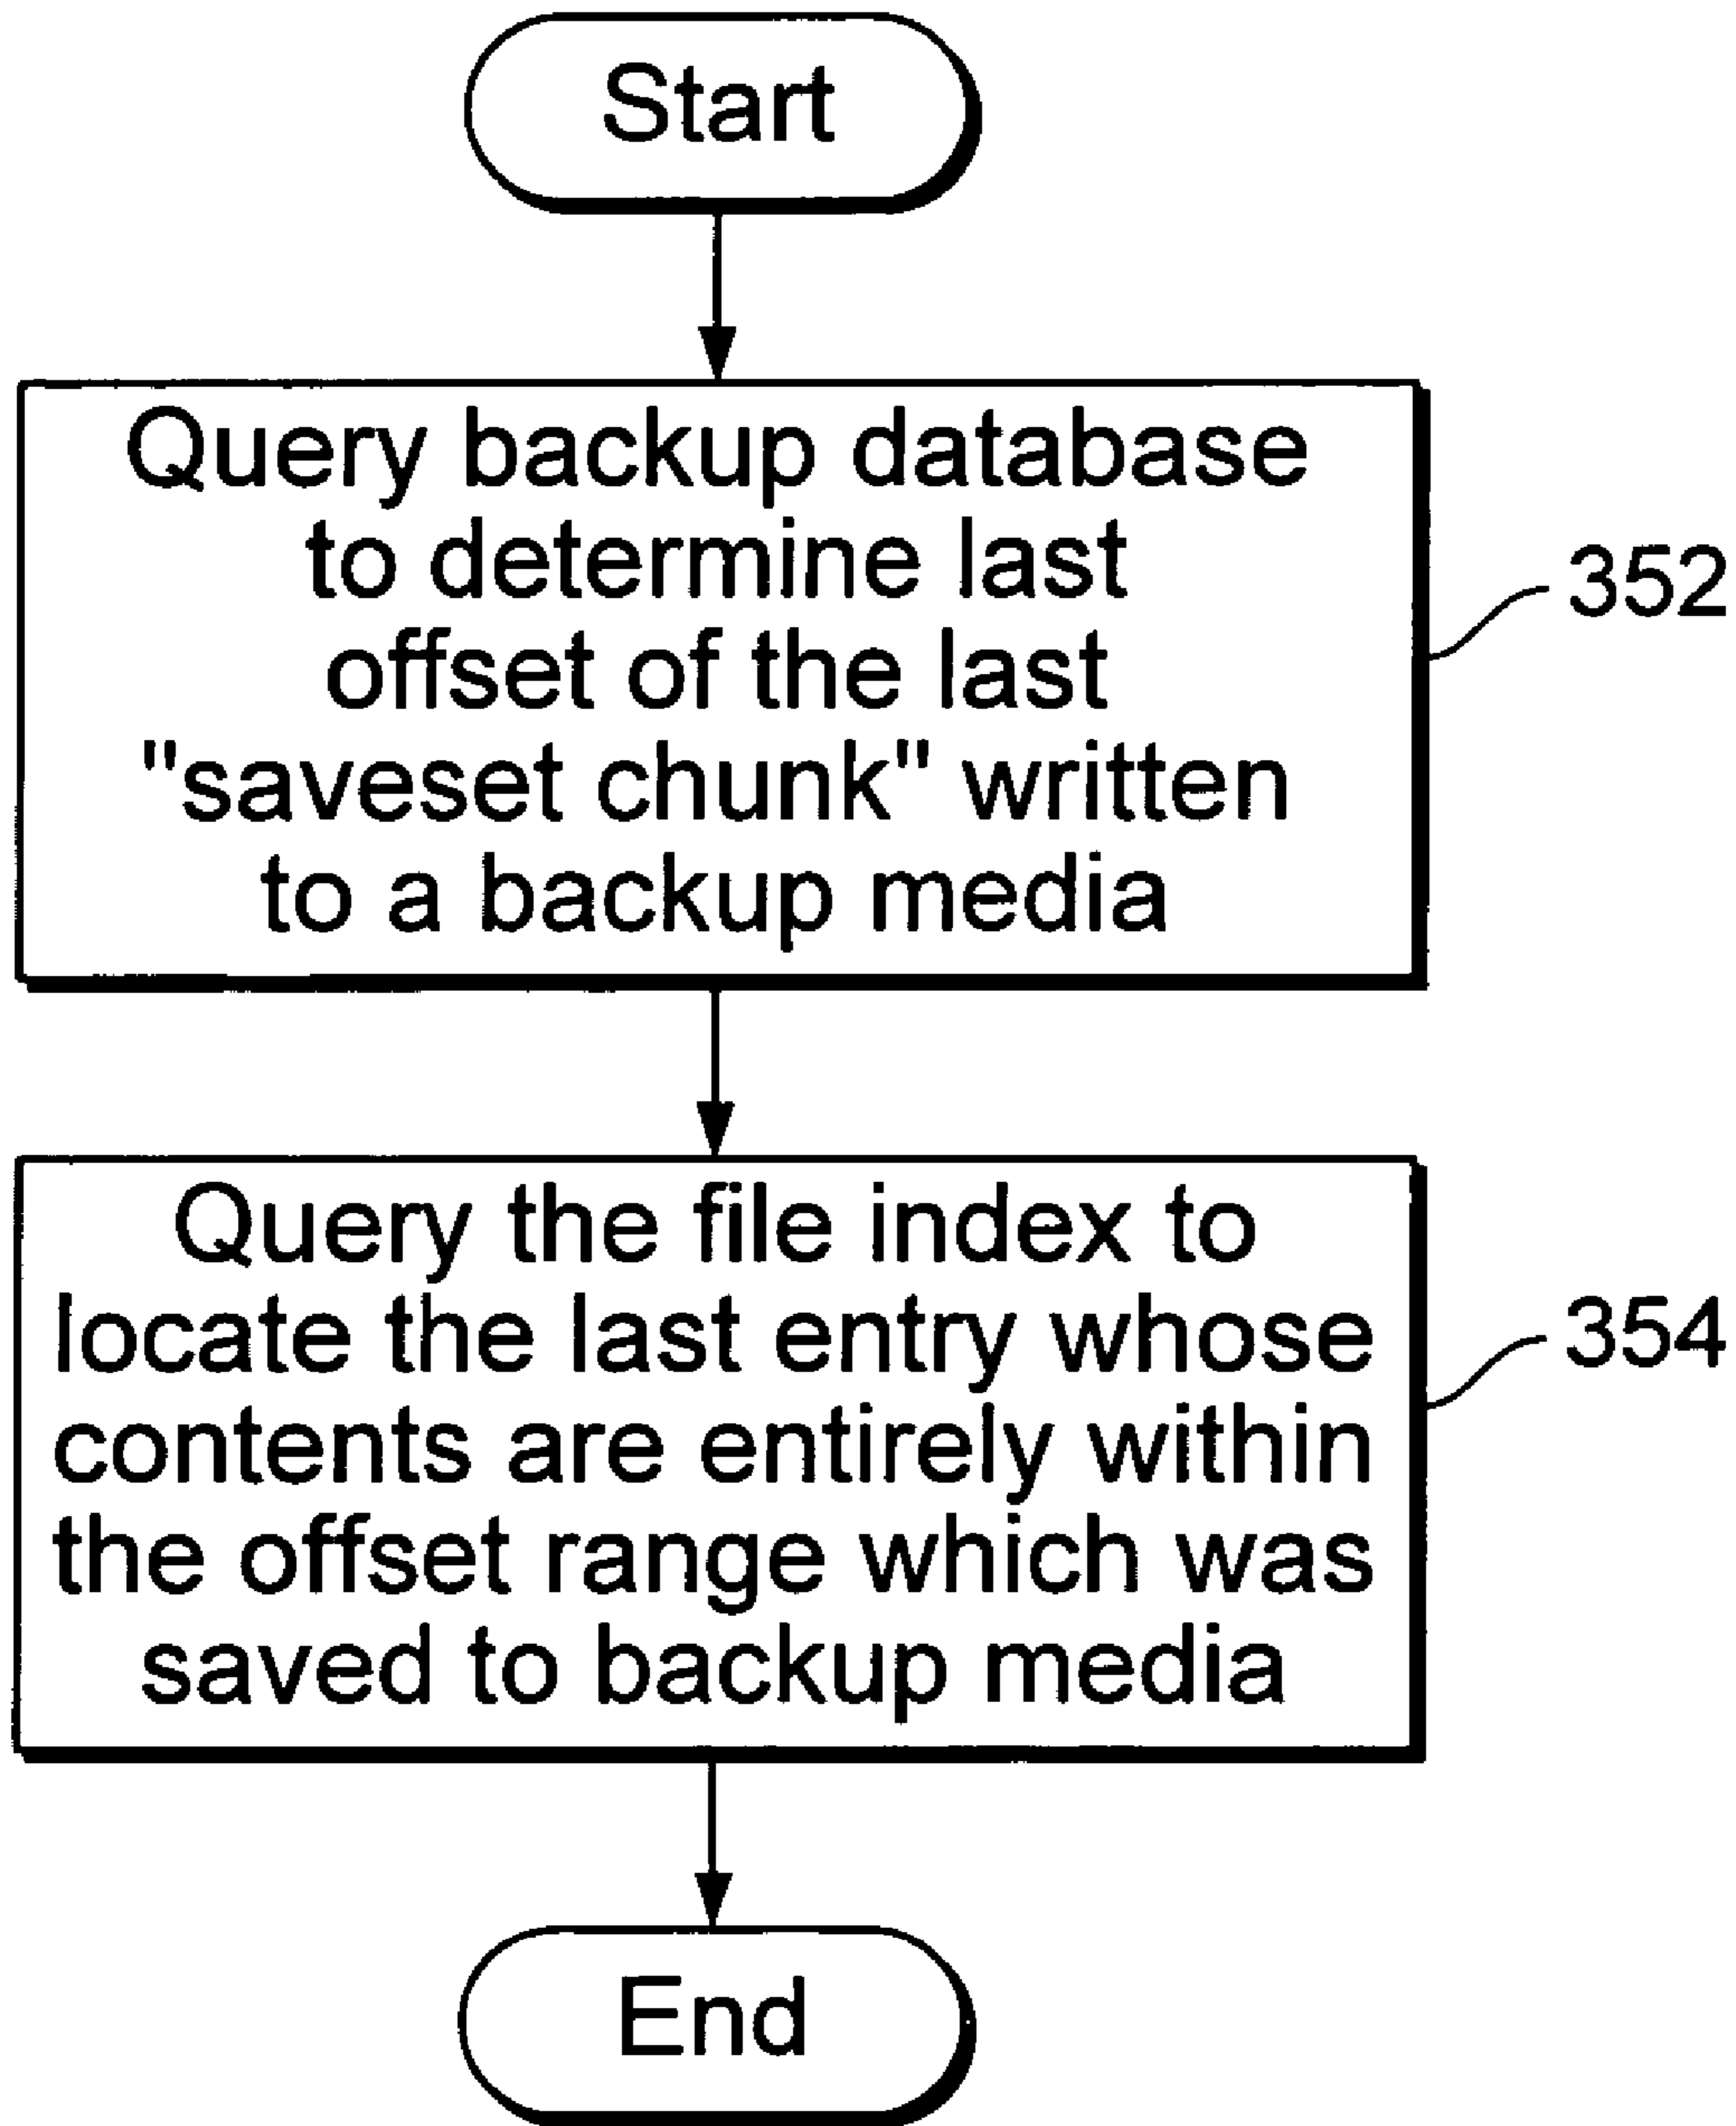 Start
Query backup database
to determine last
offset of the last
"saveset chunk" written
to a backup media
352
Query the file index to
locate the last entry whose
contents are entirely within
the offset range which was
saved to backup media
354
End